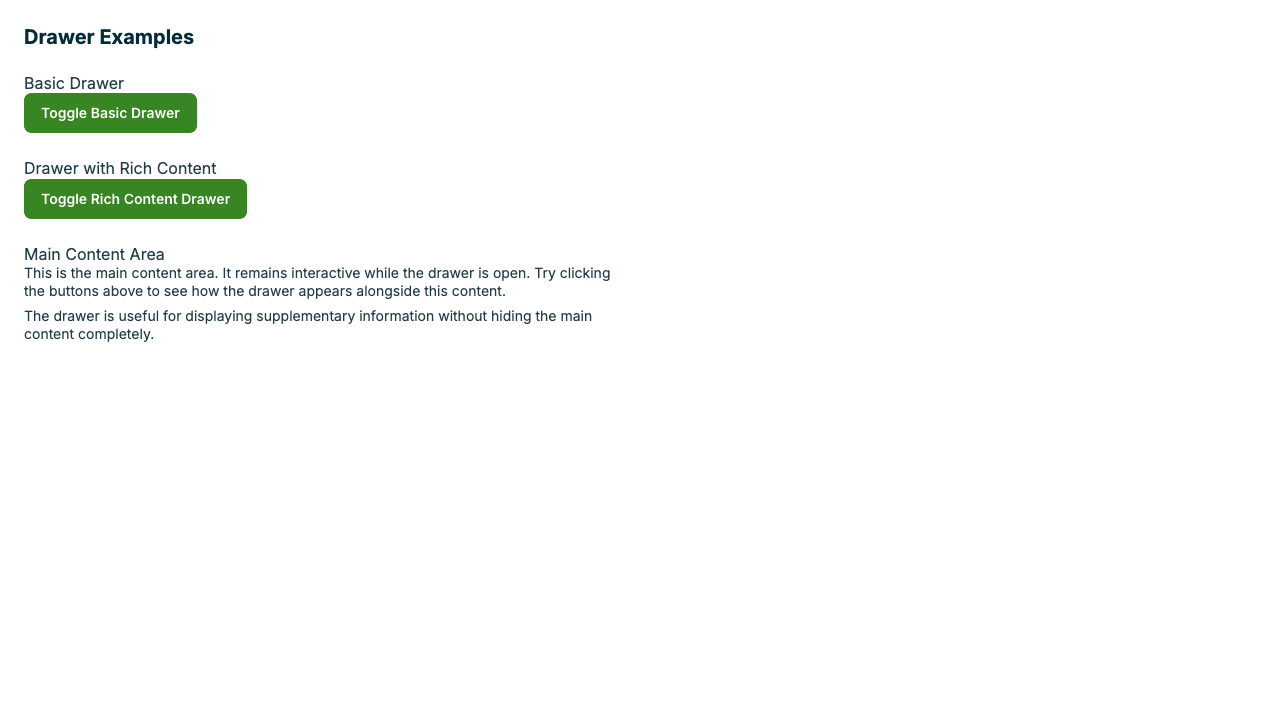 Drawer Examples
Basic Drawer
Toggle Basic Drawer
Drawer with Rich Content
Toggle Rich Content Drawer
Main Content Area
This is the main content area. It remains interactive while the drawer is open. Try clicking
the buttons above to see how the drawer appears alongside this content.
The drawer is useful for displaying supplementary information without hiding the main
content completely.